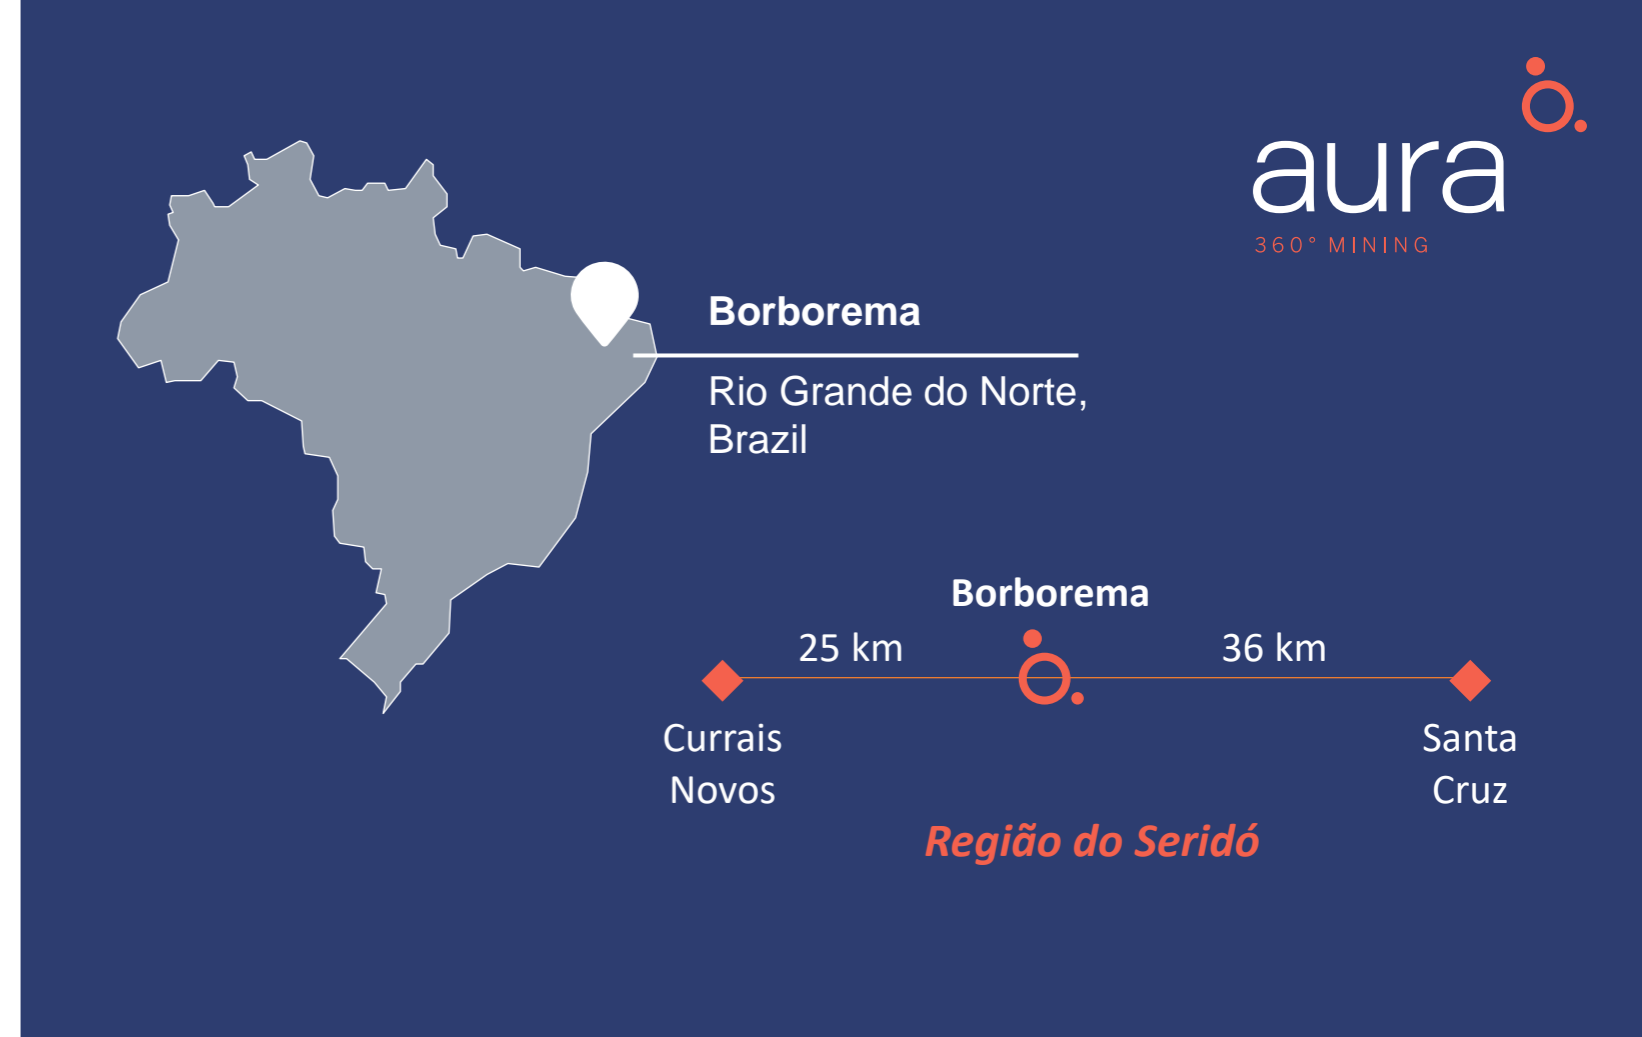 aura
360° MINING
Borborema
Rio Grande do Norte,
Brazil
Borborema
25 km
36 km
Currais
Novos
Santa
Cruz
Região do Seridó